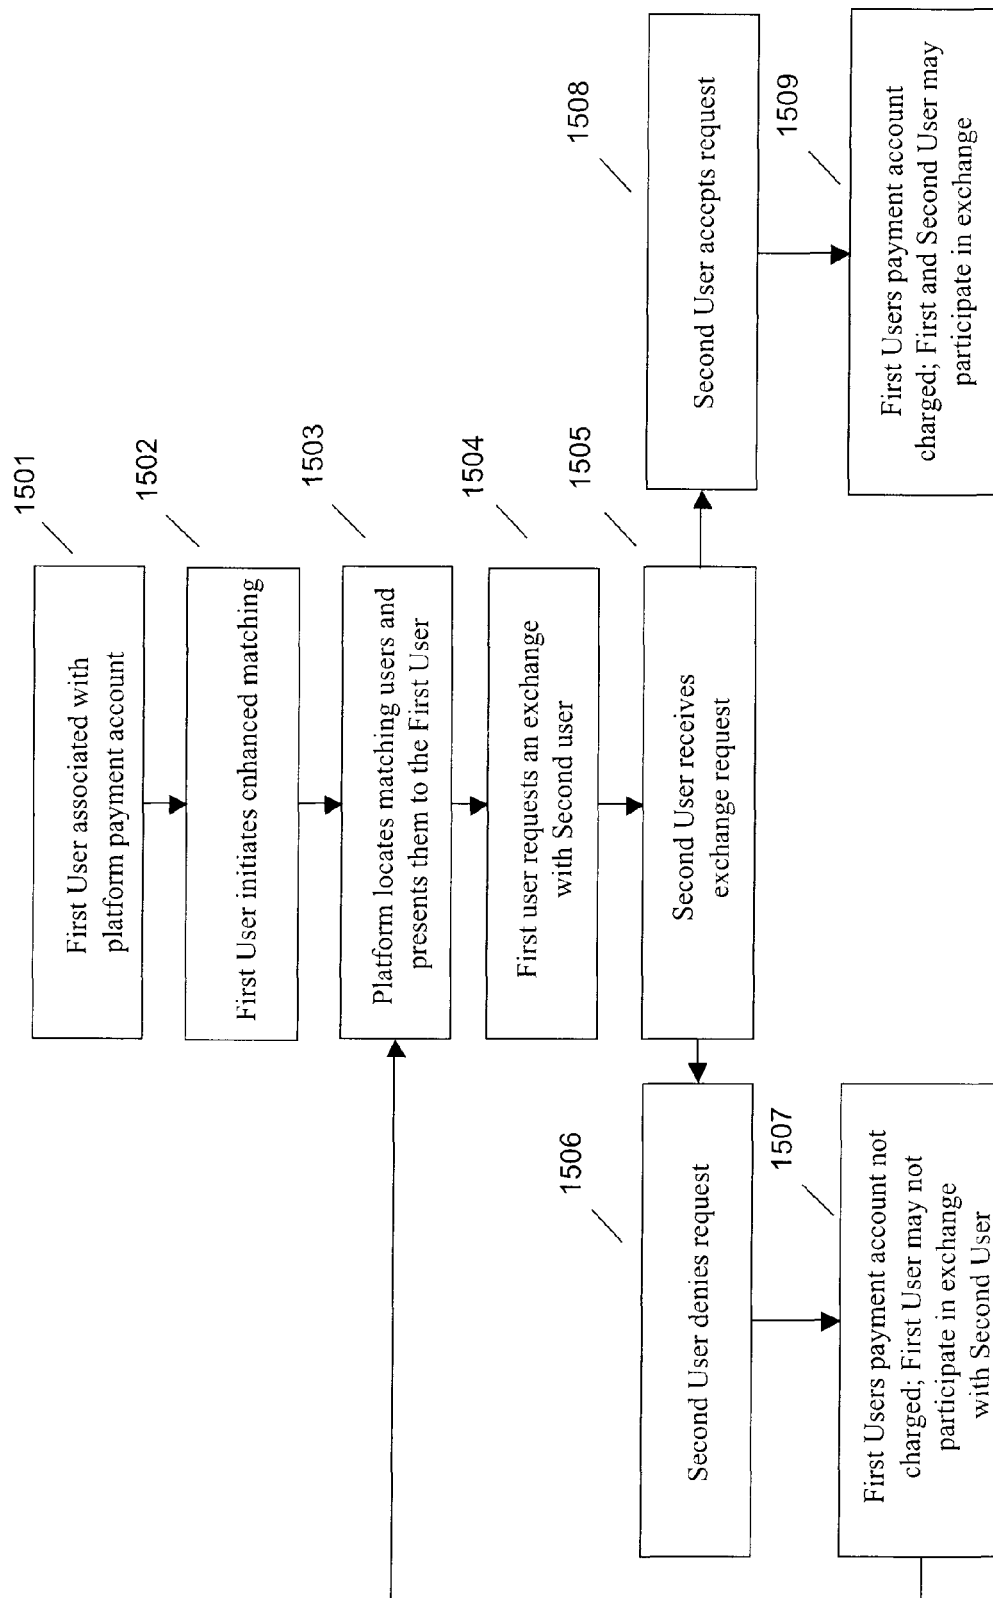 1501
First User associated with
platform payment account
1502
First User initiates enhanced matching
1503
Platform locates matching users and
presents them to the First User
1504
First user requests an exchange
with Second user
1505
Second User receives
exchange request
1506
Second User denies request
1507
First Users payment account not
charged; First User may not
participate in exchange
with Second User
1508
Second User accepts request
1509
First Users payment account
charged; First and Second User may
participate in exchange